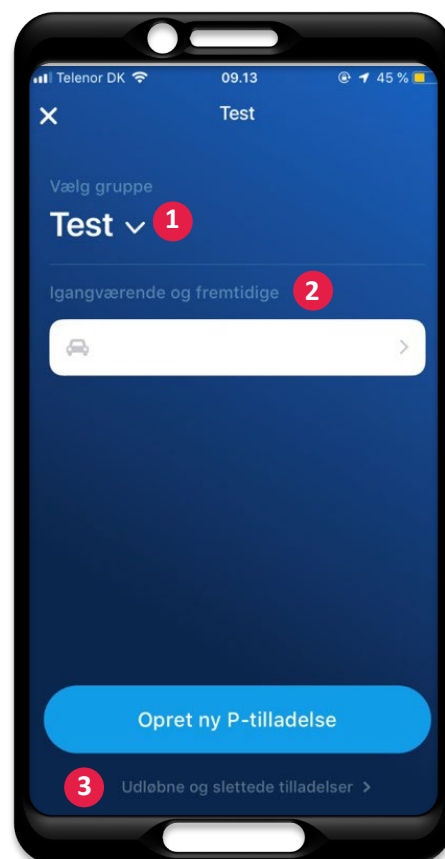 Telenor DK 09.13 45 %
Test
Vælg gruppe
Test 1
Igangværende og fremtidige 2
Opret ny P-tilladelse
3 Udløbne og slettede tilladelser